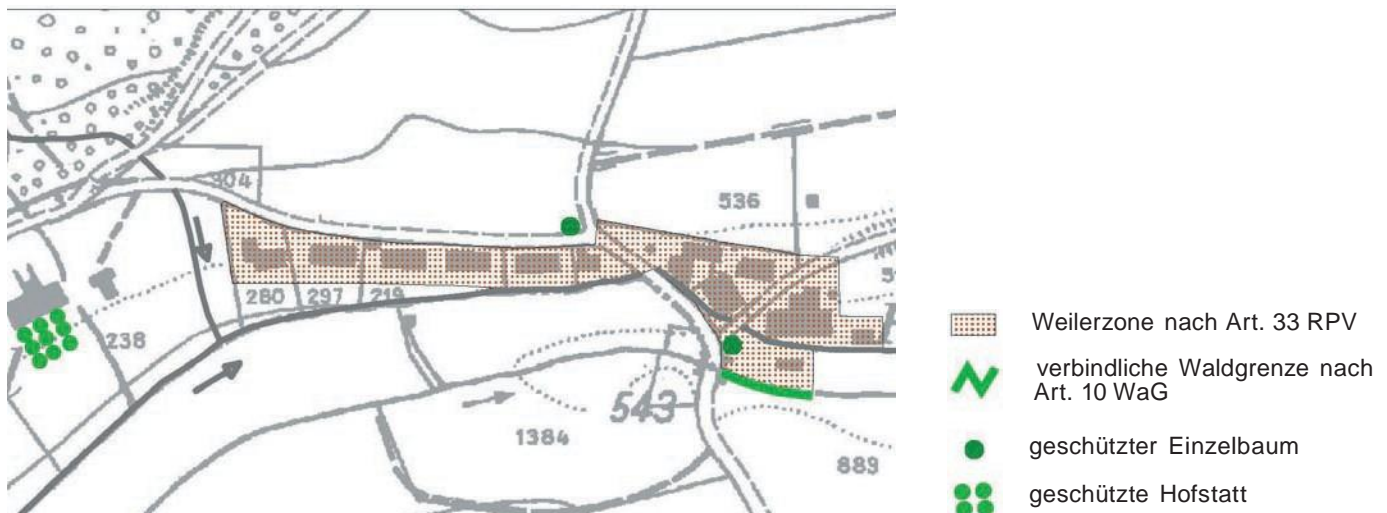 304
536
280 297 219
238
543
1384
889
Weilerzone nach Art. 33 RPV
verbindliche Waldgrenze nach
Art. 10 WaG
geschützter Einzelbaum
geschützte Hofstatt